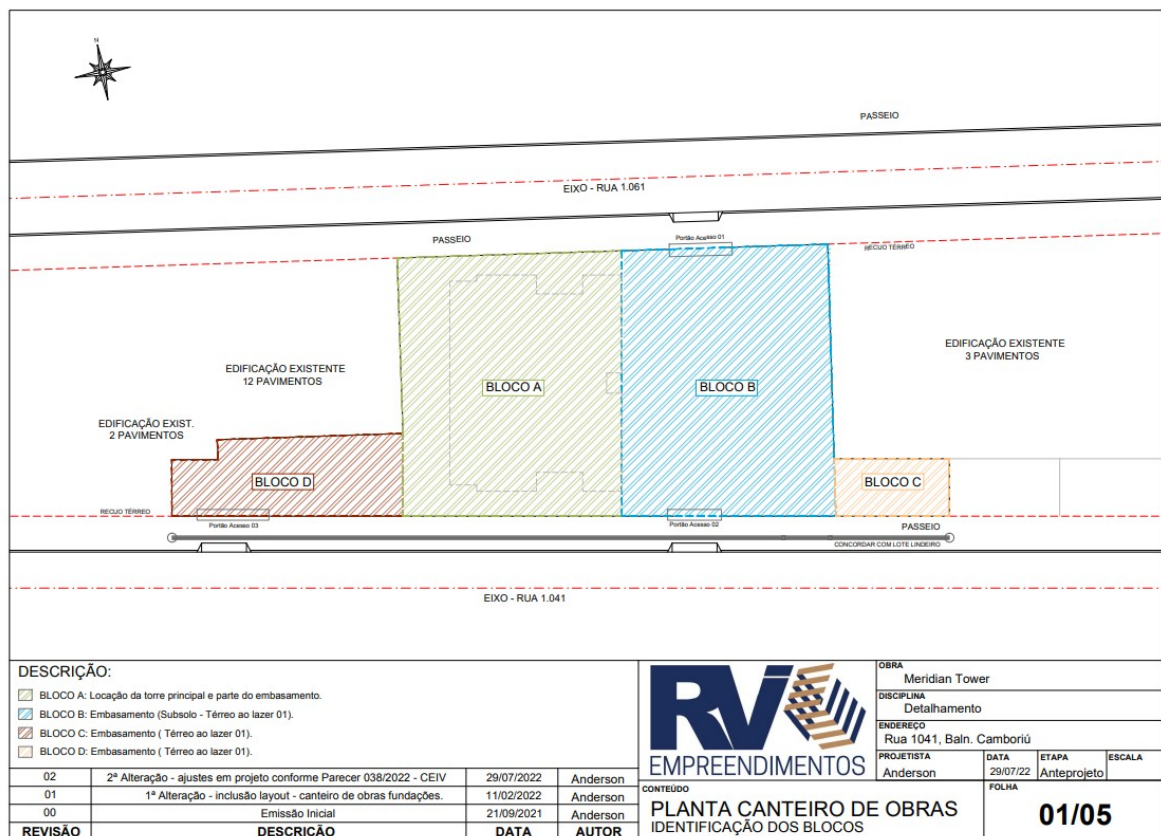 N
PASSEIO
EIXO - RUA 1.061
PASSEIO
Portão Acesso 01
RECUO TÉRREO
EDIFICAÇÃO EXISTENTE
3 PAVIMENTOS
EDIFICAÇÃO EXISTENTE
12 PAVIMENTOS
BLOCO A
BLOCO B
EDIFICAÇÃO EXIST.
2 PAVIMENTOS
BLOCO D
BLOCO C
RECUO TÉRREO
Portão Acesso 03
Portão Acesso 02
PASSEIO
CONCORDAR COM LOTE LINDEIRO
EIXO - RUA 1.041
DESCRIÇÃO:
BLOCO A: Locação da torre principal e parte do embasamento.
BLOCO B: Embasamento (Subsolo - Térreo ao lazer 01).
BLOCO C: Embasamento ( Térreo ao lazer 01).
BLOCO D: Embasamento ( Térreo ao lazer 01).
02 2ª Alteração - ajustes em projeto conforme Parecer 038/2022 - CEIV 29/07/2022 Anderson
01 1ª Alteração - inclusão layout - canteiro de obras fundações. 11/02/2022 Anderson
00 Emissão Inicial 21/09/2021 Anderson
REVISÃO DESCRIÇÃO DATA AUTOR
RV
EMPREENDIMENTOS
OBRA
Meridian Tower
DISCIPLINA
Detalhamento
ENDEREÇO
Rua 1041, Baln. Camboriú
PROJETISTA DATA ETAPA ESCALA
Anderson 29/07/22 Anteprojeto
CONTEÚDO
PLANTA CANTEIRO DE OBRAS
IDENTIFICAÇÃO DOS BLOCOS
FOLHA
01/05